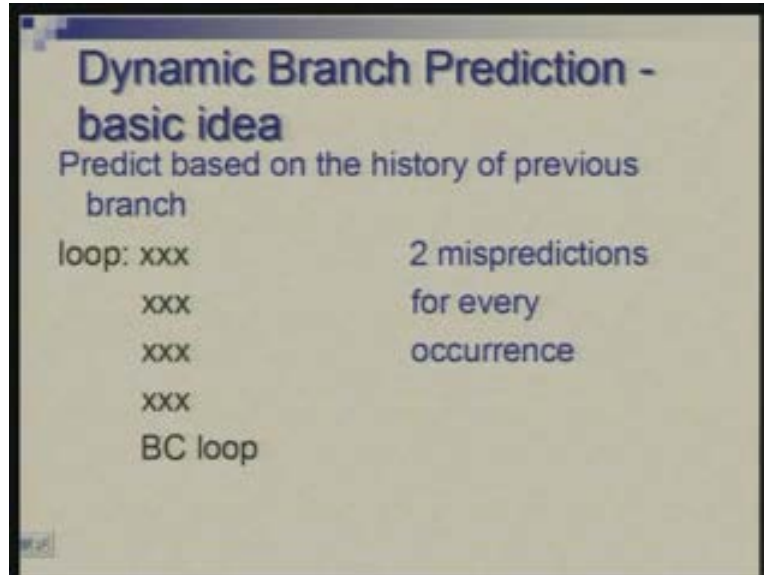 Dynamic Branch Prediction -
basic idea
Predict based on the history of previous
branch
loop: xxx
xxx
xxx
xxx
BC loop
2 mispredictions
for every
occurrence